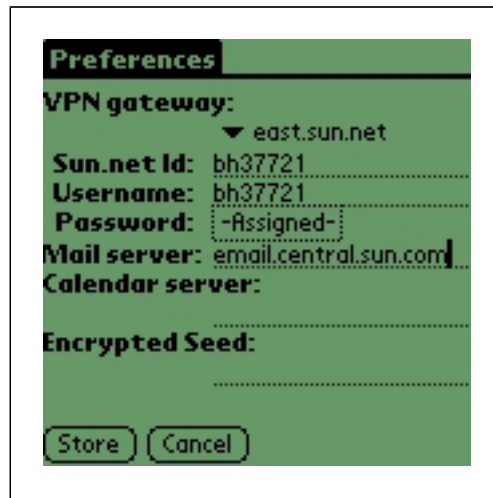 Preferences
VPN gateway:
east.sun.net
Sun.net Id: bh37721
Username: bh37721
Password: -Assigned-
Mail server: email.central.sun.com
Calendar server:
Encrypted Seed:
Store Cancel